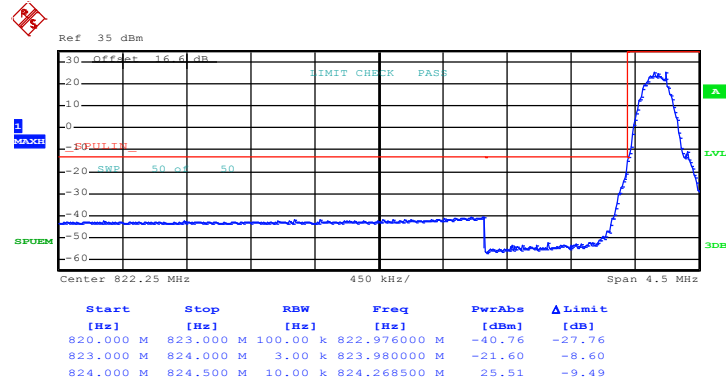 R S
Ref 35 dBm
30 Offset 16.6 dB
LIMIT CHECK PASS
20
A
10
1
0
MAXH
-10 SPULIN
LVL
-20 SWP 50 of 50
-30
-40
SPUEM
-50
3DB
-60
Center 822.25 MHz 450 kHz/ Span 4.5 MHz
Start Stop RBW Freq PwrAbs Δ Limit
[Hz] [Hz] [Hz] [Hz] [dBm] [dB]
820.000 M 823.000 M 100.00 k 822.976000 M -40.76 -27.76
823.000 M 824.000 M 3.00 k 823.980000 M -21.60 -8.60
824.000 M 824.500 M 10.00 k 824.268500 M 25.51 -9.49